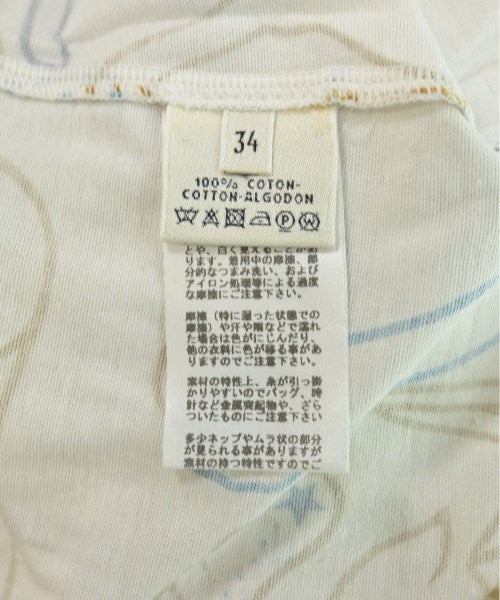 34
100% COTON-
COTTON-ALGODON
とや、白く見えることがあ
ります。着用中の摩擦、部
分的なつまみ洗い、および
アイロン処理等による過度
な摩擦にご注意下さい。
摩擦（特に湿った状態での
摩擦）や汗や雨などで濡れ
た場合は色がにじんだり、
他の衣料に色が移る事があ
りますのでご注意下さい。
素材の特性上、糸が引っ掛
かりやすいのでバッグ、時
計など金属突起物や、ざら
ついたものにご注意下さい
多少ネップやムラ状の部分
が見られる事がありますが
素材の持つ特性ですのでご